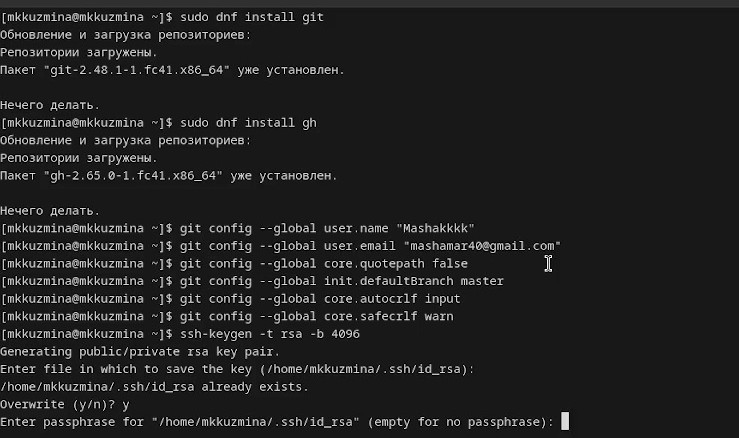 [mkkuzmina@mkkuzmina ~]$ sudo dnf install git
Обновление и загрузка репозиториев:
Репозитории загружены.
Пакет "git-2.48.1-1.fc41.x86_64" уже установлен.
Нечего делать.
[mkkuzmina@mkkuzmina ~]$ sudo dnf install gh
Обновление и загрузка репозиториев:
Репозитории загружены.
Пакет "gh-2.65.0-1.fc41.x86_64" уже установлен.
Нечего делать.
[mkkuzmina@mkkuzmina ~]$ git config --global user.name "Mashakkkk"
[mkkuzmina@mkkuzmina ~]$ git config --global user.email "mashamar40@gmail.com"
[mkkuzmina@mkkuzmina ~]$ git config --global core.quotepath false
[mkkuzmina@mkkuzmina ~]$ git config --global init.defaultBranch master
[mkkuzmina@mkkuzmina ~]$ git config --global core.autocrlf input
[mkkuzmina@mkkuzmina ~]$ git config --global core.safecrlf warn
[mkkuzmina@mkkuzmina ~]$ ssh-keygen -t rsa -b 4096
Generating public/private rsa key pair.
Enter file in which to save the key (/home/mkkuzmina/.ssh/id_rsa):
/home/mkkuzmina/.ssh/id_rsa already exists.
Overwrite (y/n)? y
Enter passphrase for "/home/mkkuzmina/.ssh/id_rsa" (empty for no passphrase):